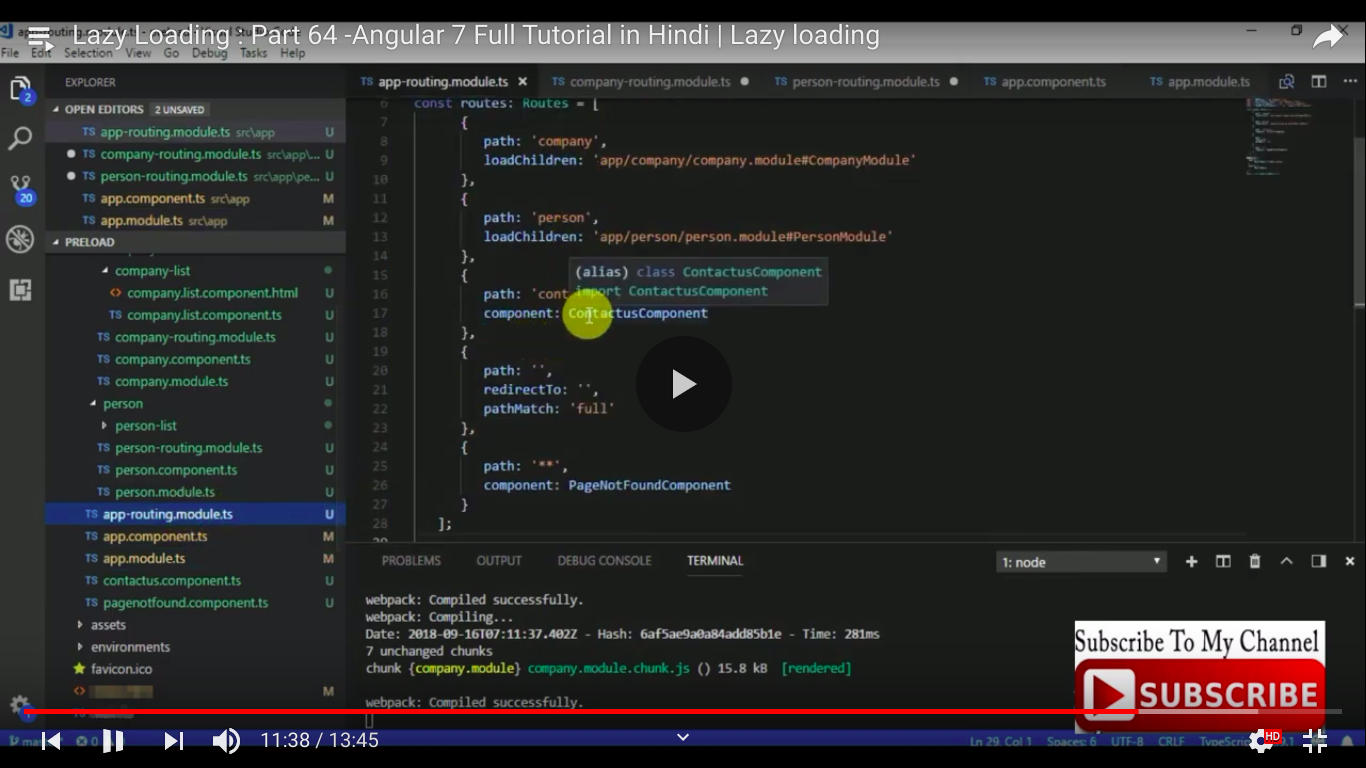 Lazy Loading : Part 64 -Angular 7 Full Tutorial in Hindi | Lazy loading
File Edit Selection View Go Debug Tasks Help
EXPLORER
OPEN EDITORS 2 UNSAVED
TS app-routing.module.ts src\app U
TS company-routing.module.ts src\app\... U
TS person-routing.module.ts src\app\pe... U
TS app.component.ts src\app M
TS app.module.ts src\app M
PRELOAD
company-list
<> company.list.component.html U
TS company.list.component.ts U
TS company-routing.module.ts U
TS company.component.ts U
TS company.module.ts U
person
person-list
TS person-routing.module.ts U
TS person.component.ts U
TS person.module.ts U
TS app-routing.module.ts U
TS app.component.ts M
TS app.module.ts M
TS contactus.component.ts U
TS pagenotfound.component.ts U
assets
environments
favicon.ico
<> M
2
20
1
TS app-routing.module.ts × TS company-routing.module.ts TS person-routing.module.ts TS app.component.ts TS app.module.ts
6 const routes: Routes = [
7 {
8 path: 'company',
9 loadChildren: 'app/company/company.module#CompanyModule'
10 },
11 {
12 path: 'person',
13 loadChildren: 'app/person/person.module#PersonModule'
14 },
15 {
(alias) class ContactusComponent
import ContactusComponent
16 path: 'cont
17 component: ContactusComponent
18 },
19 {
20 path: '',
21 redirectTo: '',
22 pathMatch: 'full'
23 },
24 {
25 path: '**',
26 component: PageNotFoundComponent
27 }
28 ];
29
PROBLEMS OUTPUT DEBUG CONSOLE TERMINAL 1: node
webpack: Compiled successfully.
webpack: Compiling...
Date: 2018-09-16T07:11:37.402Z - Hash: 6af5ae9a0a84add85b1e - Time: 281ms
7 unchanged chunks
chunk {company.module} company.module.chunk.js () 15.8 kB [rendered]
webpack: Compiled successfully.
Subscribe To My Channel
SUBSCRIBE
11:38 / 13:45
HD
Ln 29, Col 1 Spaces: 6 UTF-8 CRLF